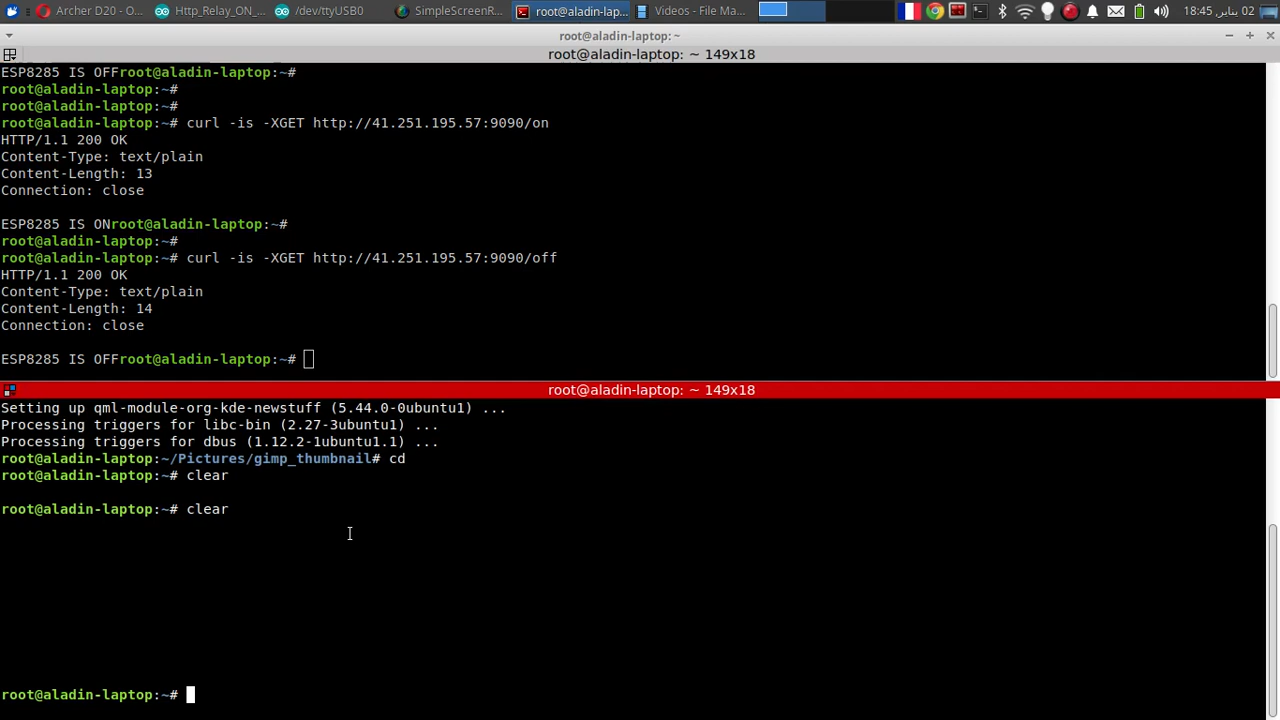 Archer D20 - O...
Http_Relay_ON_...
/dev/ttyUSB0
SimpleScreenR...
root@aladin-lap...
Videos - File Ma...
02 يناير, 18:45
root@aladin-laptop: ~
root@aladin-laptop: ~ 149x18
ESP8285 IS OFFroot@aladin-laptop:~#
root@aladin-laptop:~#
root@aladin-laptop:~#
root@aladin-laptop:~# curl -is -XGET http://41.251.195.57:9090/on
HTTP/1.1 200 OK
Content-Type: text/plain
Content-Length: 13
Connection: close
ESP8285 IS ONroot@aladin-laptop:~#
root@aladin-laptop:~#
root@aladin-laptop:~# curl -is -XGET http://41.251.195.57:9090/off
HTTP/1.1 200 OK
Content-Type: text/plain
Content-Length: 14
Connection: close
ESP8285 IS OFFroot@aladin-laptop:~#
root@aladin-laptop: ~ 149x18
Setting up qml-module-org-kde-newstuff (5.44.0-0ubuntu1) ...
Processing triggers for libc-bin (2.27-3ubuntu1) ...
Processing triggers for dbus (1.12.2-1ubuntu1.1) ...
root@aladin-laptop:~/Pictures/gimp_thumbnail# cd
root@aladin-laptop:~# clear
root@aladin-laptop:~# clear
root@aladin-laptop:~#